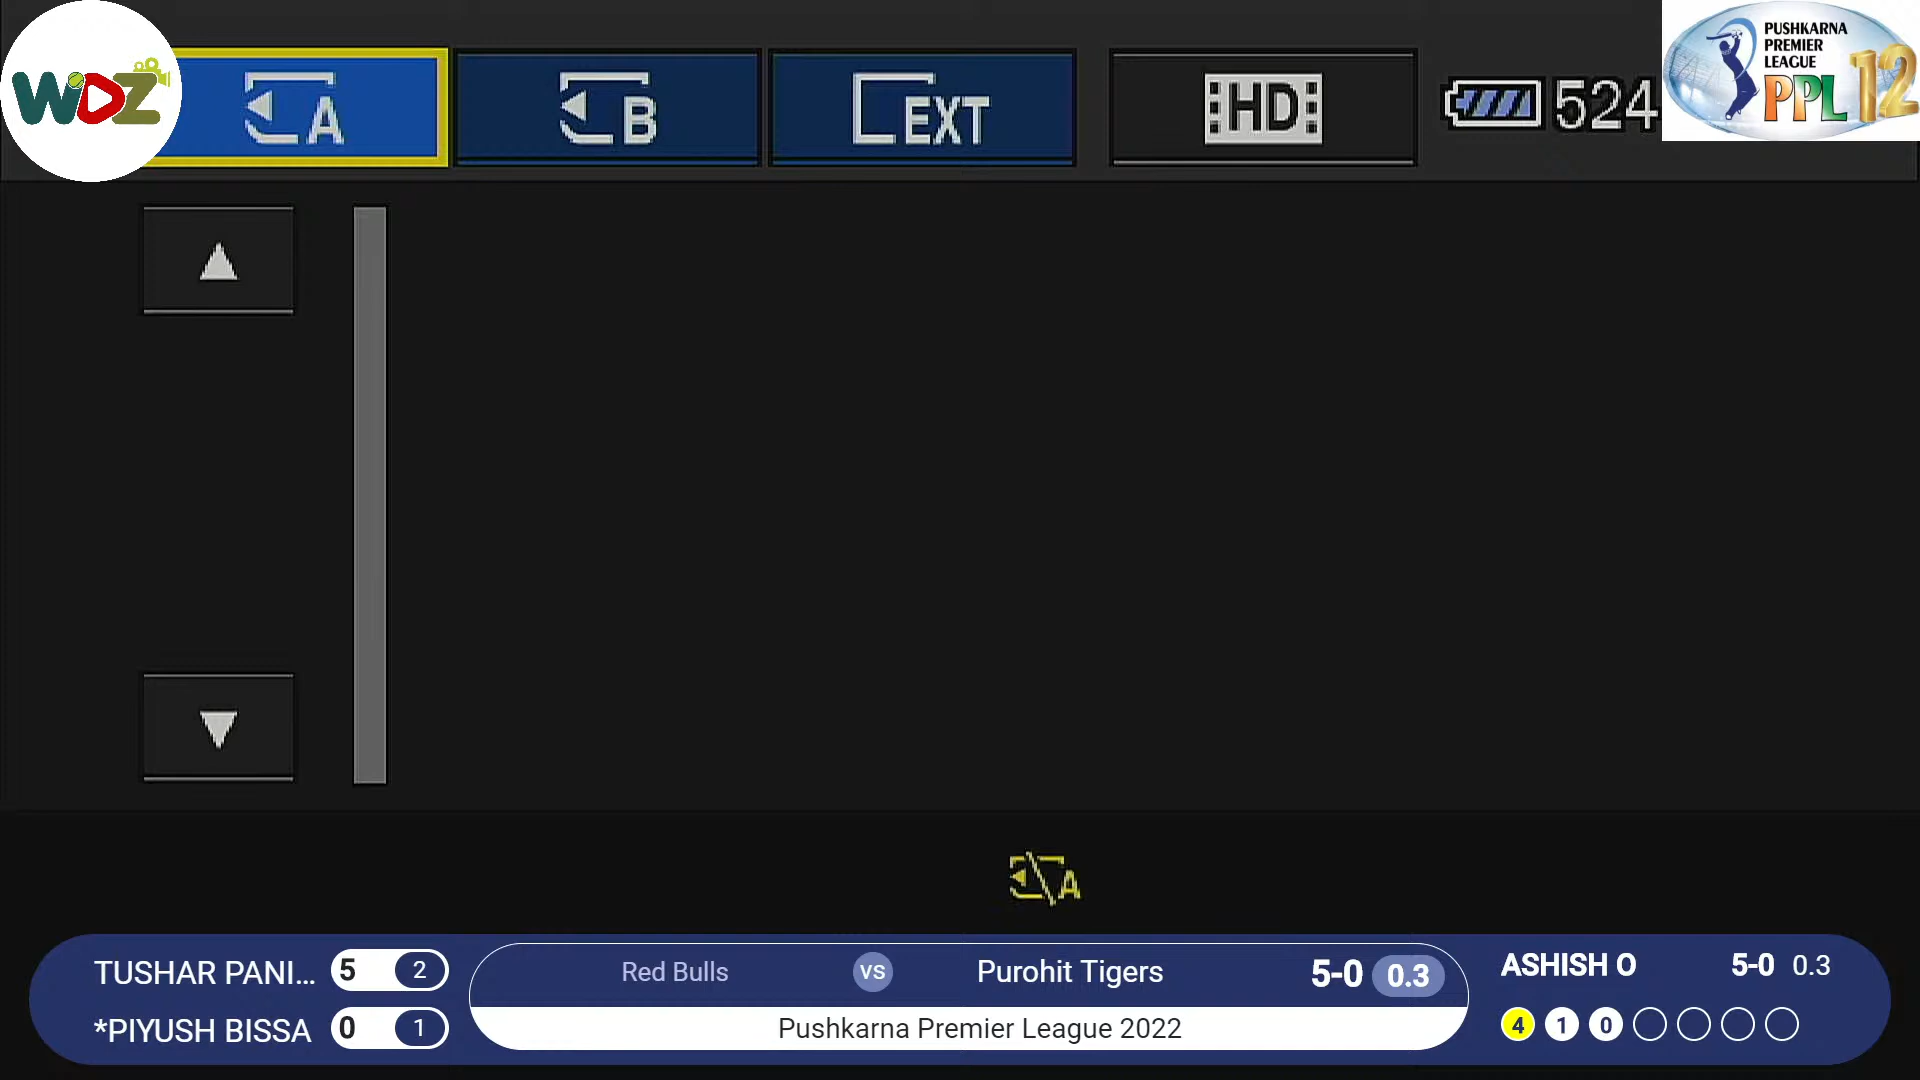 WDZ
A
B
EXT
HD
524
PUSHKARNA
PREMIER
LEAGUE
PPL 12
A
TUSHAR PANI... 5 2
*PIYUSH BISSA 0 1
Red Bulls VS Purohit Tigers 5-0 0.3
Pushkarna Premier League 2022
ASHISH O 5-0 0.3
4 1 0